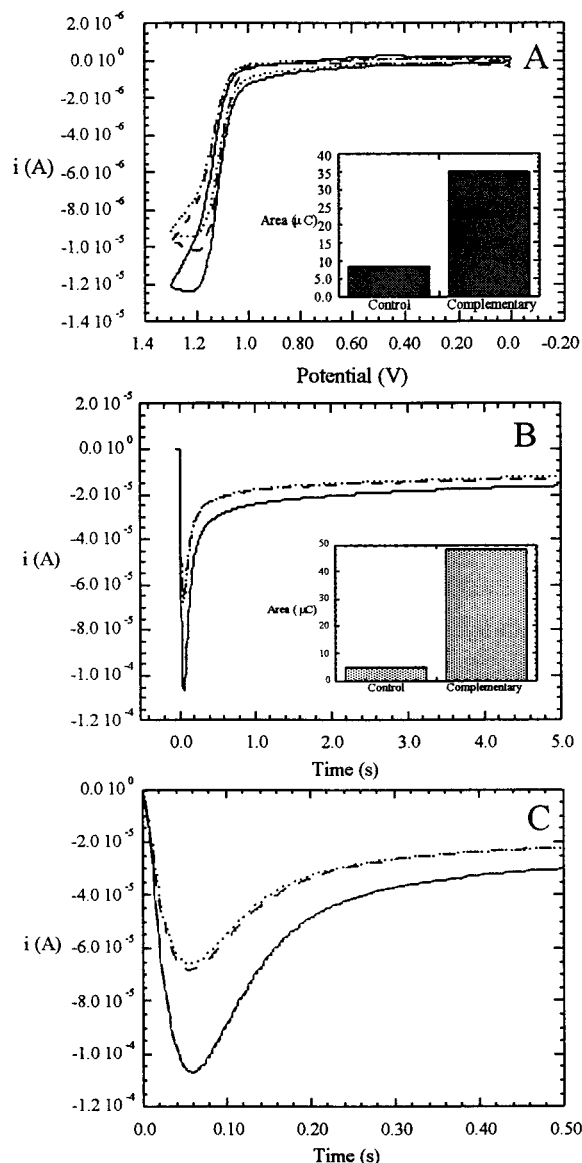 2.0 10⁻⁶
0.0 10⁰
-2.0 10⁻⁶
-4.0 10⁻⁶
-6.0 10⁻⁶
-8.0 10⁻⁶
-1.0 10⁻⁵
-1.2 10⁻⁵
-1.4 10⁻⁵
i (A)
A
40
35
30
25
20
15
10
5.0
0.0
Area (μC)
Control Complementary
1.4 1.2 1.0 0.80 0.60 0.40 0.20 0.0 -0.20
Potential (V)
2.0 10⁻⁵
0.0 10⁰
-2.0 10⁻⁵
-4.0 10⁻⁵
-6.0 10⁻⁵
-8.0 10⁻⁵
-1.0 10⁻⁴
-1.2 10⁻⁴
i (A)
B
50
40
30
20
10
0
Area ( μC)
Control Complementary
0.0 1.0 2.0 3.0 4.0 5.0
Time (s)
0.0 10⁰
-2.0 10⁻⁵
-4.0 10⁻⁵
-6.0 10⁻⁵
-8.0 10⁻⁵
-1.0 10⁻⁴
-1.2 10⁻⁴
i (A)
C
0.0 0.10 0.20 0.30 0.40 0.50
Time (s)